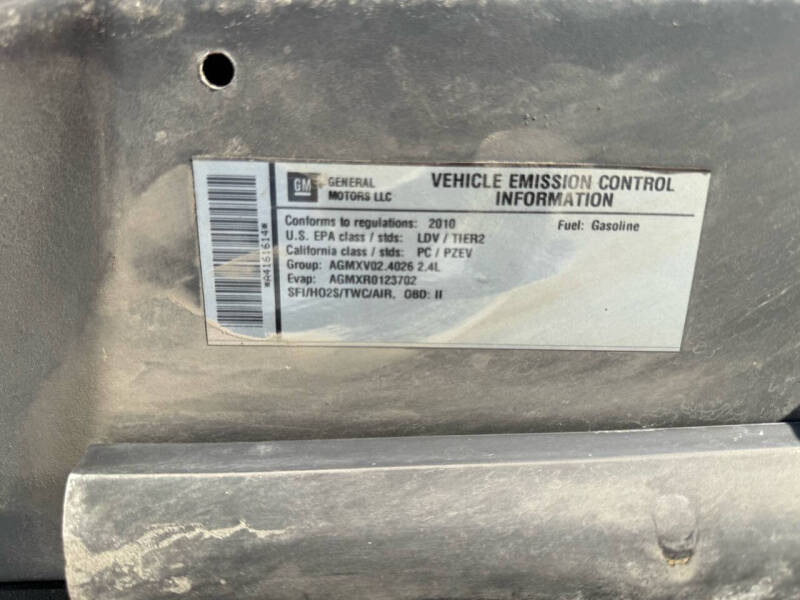 *A4161614*
GM
GENERAL
MOTORS LLC
VEHICLE EMISSION CONTROL
INFORMATION
Conforms to regulations: 2010 Fuel: Gasoline
U.S. EPA class / stds: LDV / TIER2
California class / stds: PC / PZEV
Group: AGMXV02.4026 2.4L
Evap: AGMXR0123702
SFI/HO2S/TWC/AIR, OBD: II